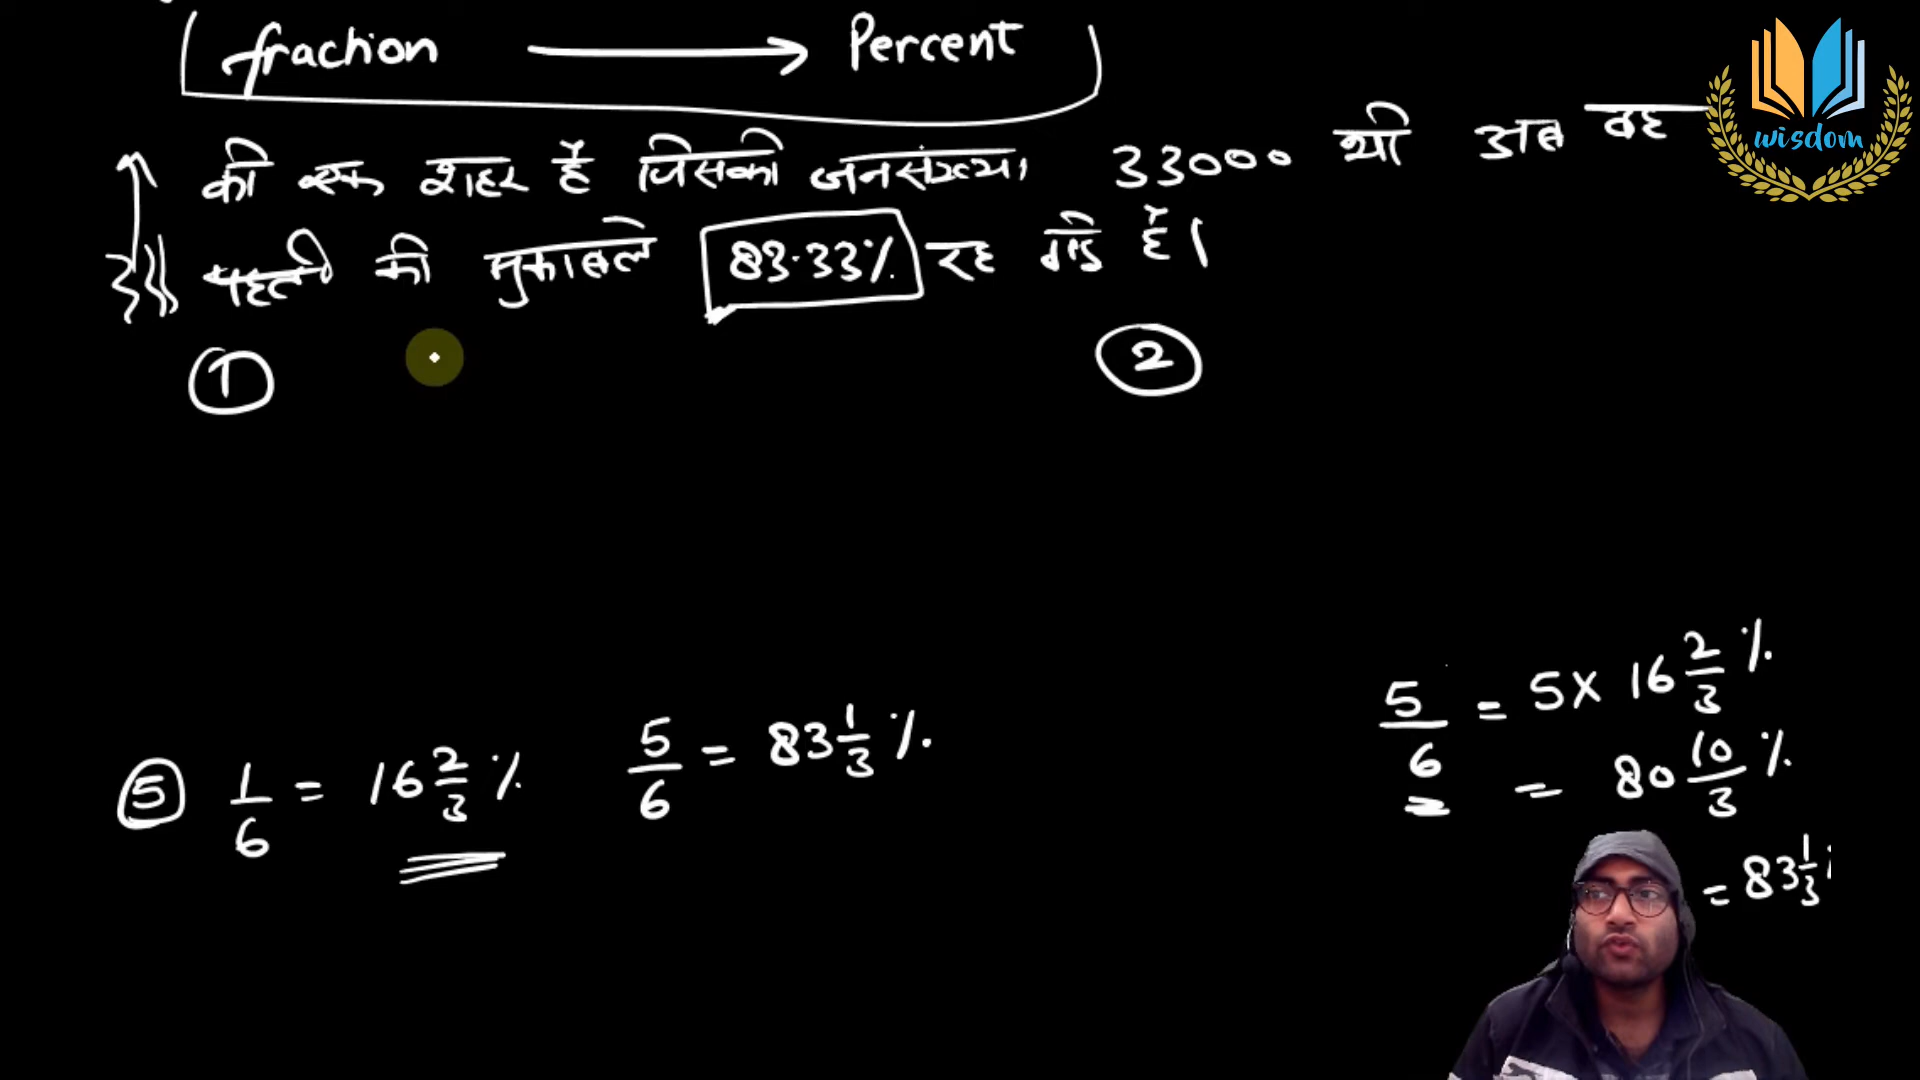 fraction → Percent
की एक शहर है जिसकी जनसंख्या 33000 थी अब वह
पहली की मुकाबले 83.33% रह गई है।
① ②
5/6 = 5 × 16 2/3 %
= 80 10/3 %
= 83 1/3
⑤ 1/6 = 16 2/3 % 5/6 = 83 1/3 %
wisdom